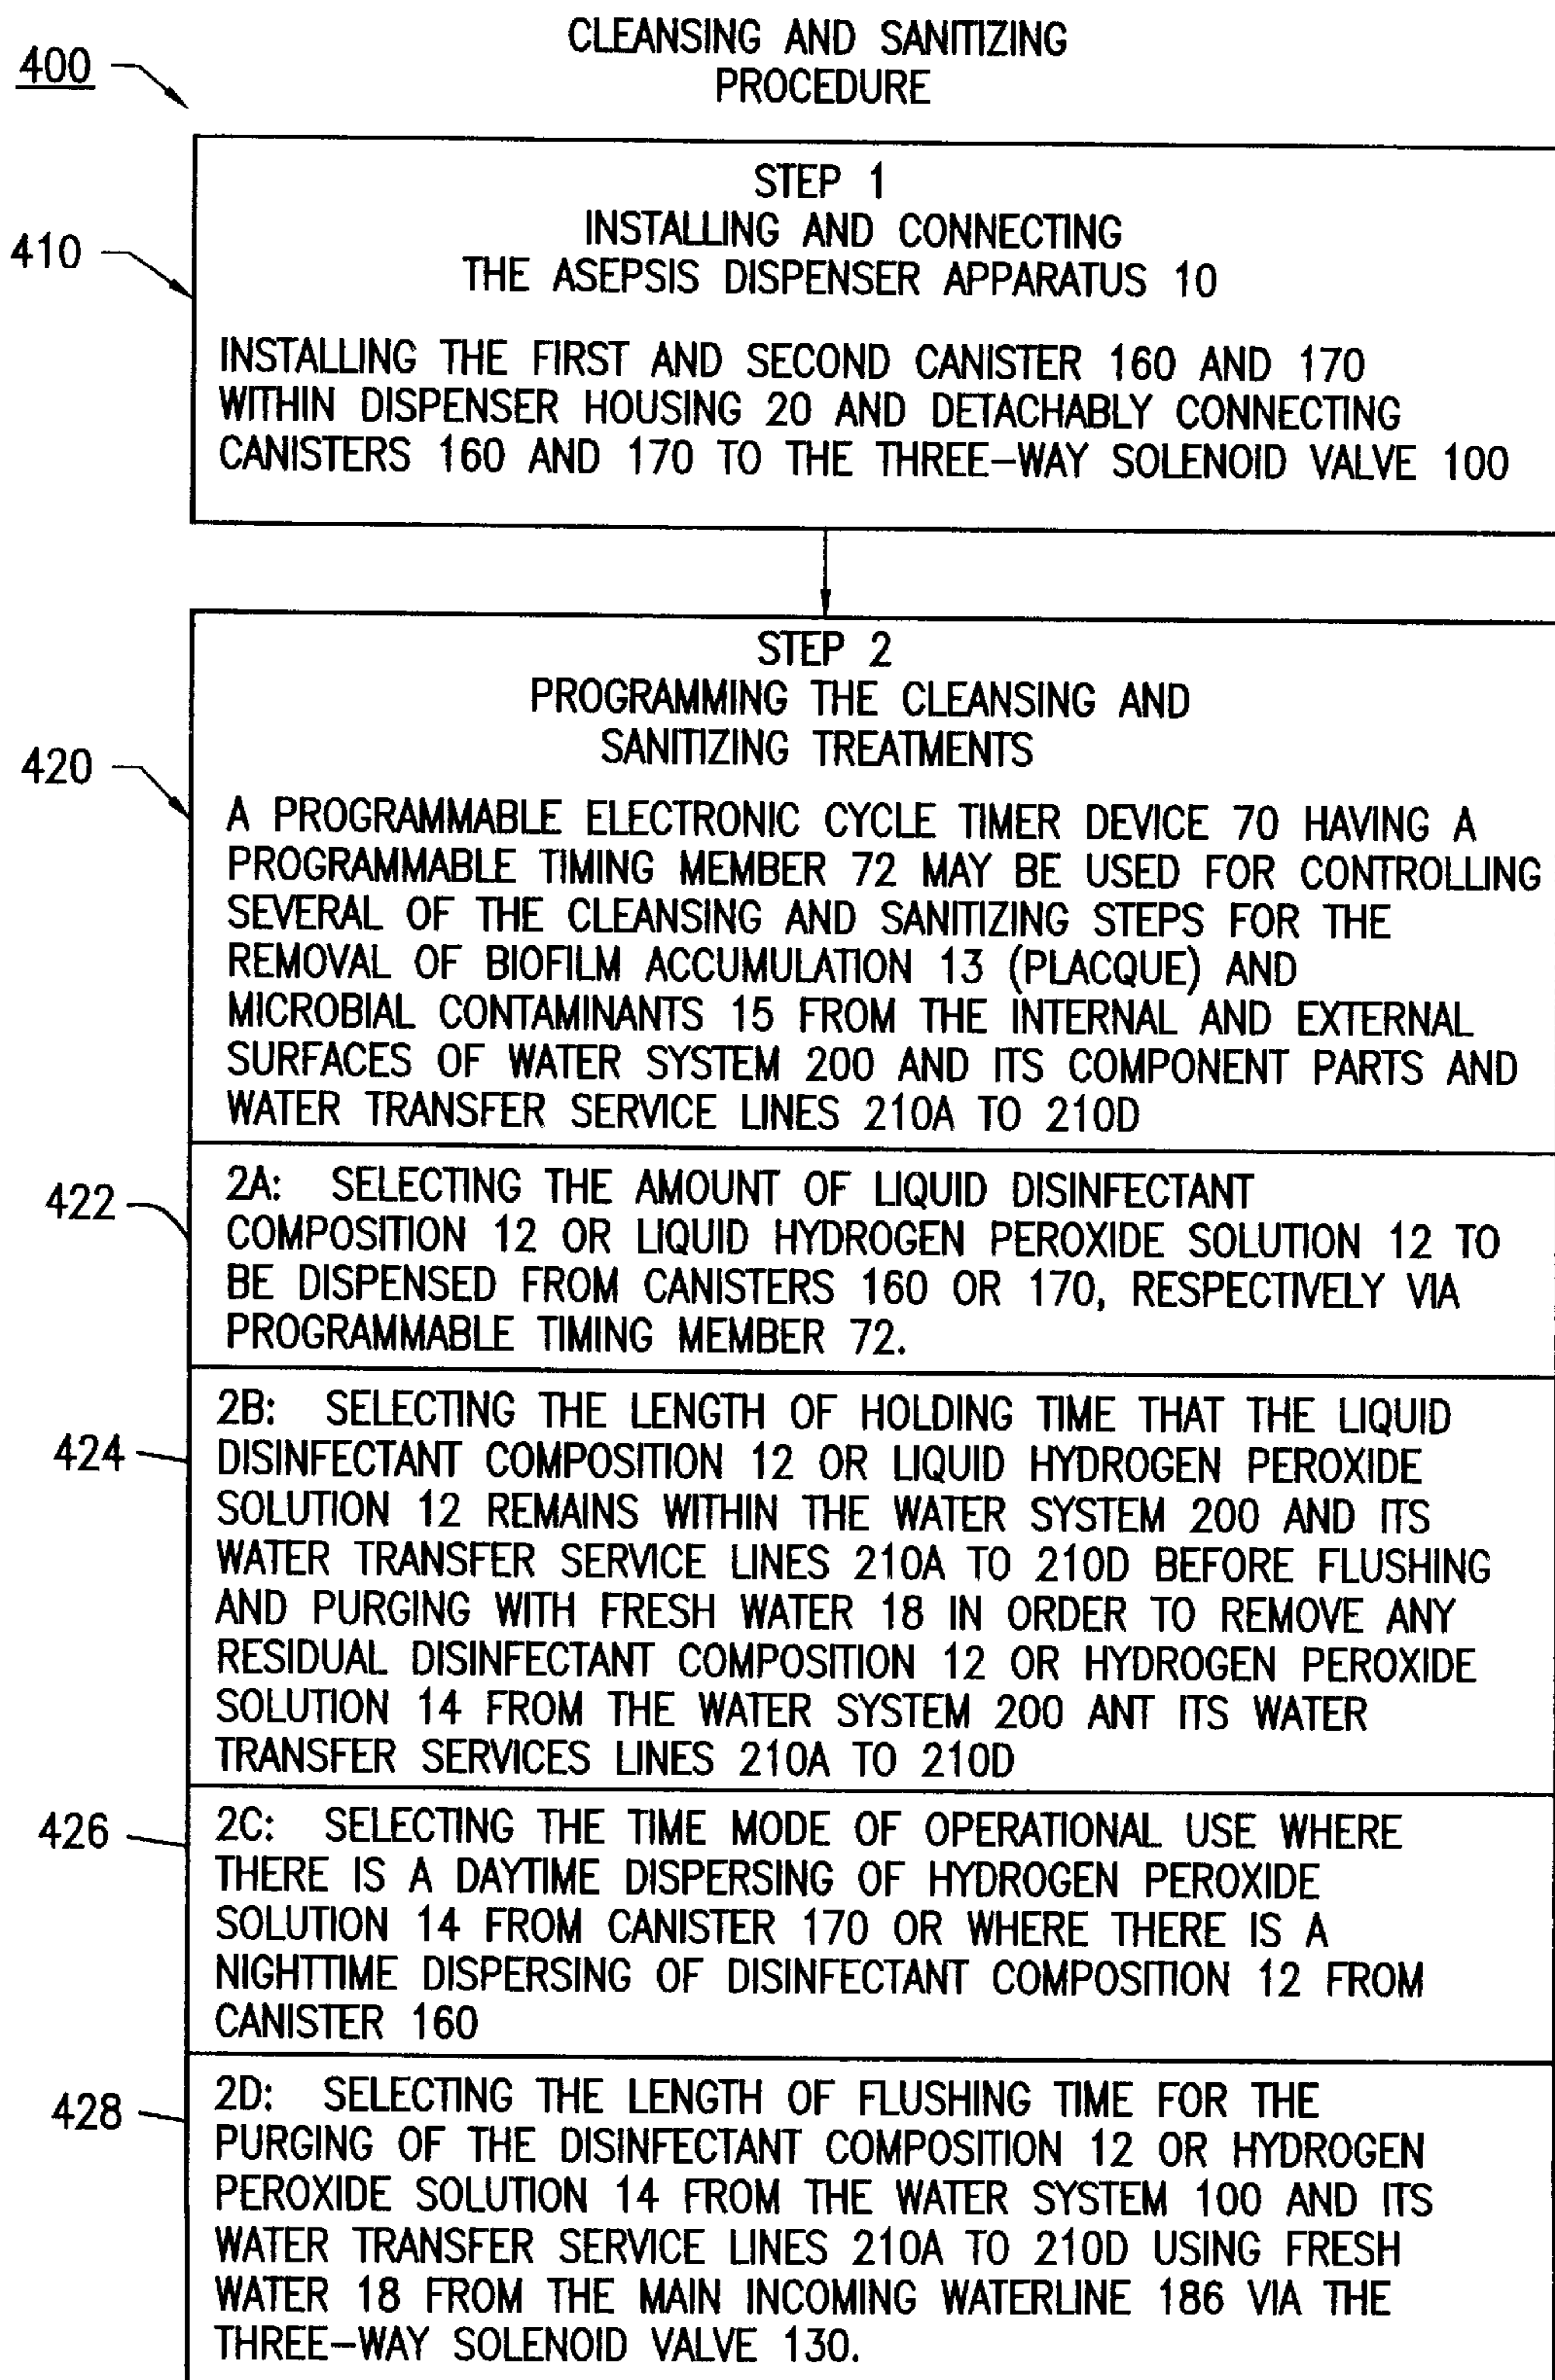 CLEANSING AND SANITIZING
PROCEDURE
400
410
STEP 1
INSTALLING AND CONNECTING
THE ASEPSIS DISPENSER APPARATUS 10
INSTALLING THE FIRST AND SECOND CANISTER 160 AND 170
WITHIN DISPENSER HOUSING 20 AND DETACHABLY CONNECTING
CANISTERS 160 AND 170 TO THE THREE-WAY SOLENOID VALVE 100
420
STEP 2
PROGRAMMING THE CLEANSING AND
SANITIZING TREATMENTS
A PROGRAMMABLE ELECTRONIC CYCLE TIMER DEVICE 70 HAVING A
PROGRAMMABLE TIMING MEMBER 72 MAY BE USED FOR CONTROLLING
SEVERAL OF THE CLEANSING AND SANITIZING STEPS FOR THE
REMOVAL OF BIOFILM ACCUMULATION 13 (PLACQUE) AND
MICROBIAL CONTAMINANTS 15 FROM THE INTERNAL AND EXTERNAL
SURFACES OF WATER SYSTEM 200 AND ITS COMPONENT PARTS AND
WATER TRANSFER SERVICE LINES 210A TO 210D
422
2A: SELECTING THE AMOUNT OF LIQUID DISINFECTANT
COMPOSITION 12 OR LIQUID HYDROGEN PEROXIDE SOLUTION 12 TO
BE DISPENSED FROM CANISTERS 160 OR 170, RESPECTIVELY VIA
PROGRAMMABLE TIMING MEMBER 72.
424
2B: SELECTING THE LENGTH OF HOLDING TIME THAT THE LIQUID
DISINFECTANT COMPOSITION 12 OR LIQUID HYDROGEN PEROXIDE
SOLUTION 12 REMAINS WITHIN THE WATER SYSTEM 200 AND ITS
WATER TRANSFER SERVICE LINES 210A TO 210D BEFORE FLUSHING
AND PURGING WITH FRESH WATER 18 IN ORDER TO REMOVE ANY
RESIDUAL DISINFECTANT COMPOSITION 12 OR HYDROGEN PEROXIDE
SOLUTION 14 FROM THE WATER SYSTEM 200 ANT ITS WATER
TRANSFER SERVICES LINES 210A TO 210D
426
2C: SELECTING THE TIME MODE OF OPERATIONAL USE WHERE
THERE IS A DAYTIME DISPERSING OF HYDROGEN PEROXIDE
SOLUTION 14 FROM CANISTER 170 OR WHERE THERE IS A
NIGHTTIME DISPERSING OF DISINFECTANT COMPOSITION 12 FROM
CANISTER 160
428
2D: SELECTING THE LENGTH OF FLUSHING TIME FOR THE
PURGING OF THE DISINFECTANT COMPOSITION 12 OR HYDROGEN
PEROXIDE SOLUTION 14 FROM THE WATER SYSTEM 100 AND ITS
WATER TRANSFER SERVICE LINES 210A TO 210D USING FRESH
WATER 18 FROM THE MAIN INCOMING WATERLINE 186 VIA THE
THREE-WAY SOLENOID VALVE 130.